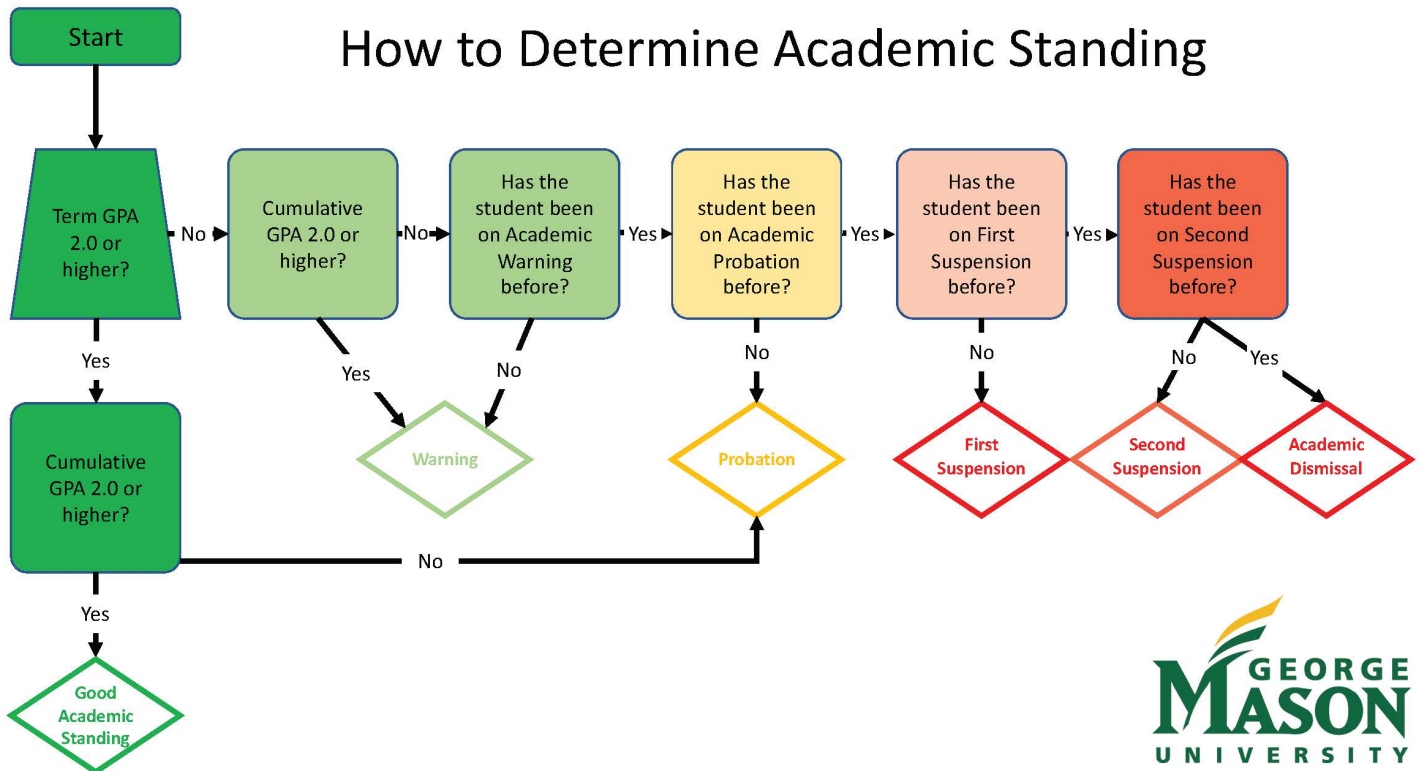 Start
How to Determine Academic Standing
Term GPA
2.0 or
higher?
No
Cumulative
GPA 2.0 or
higher?
No
Has the
student been
on Academic
Warning
before?
Yes
Has the
student been
on Academic
Probation
before?
Yes
Has the
student been
on First
Suspension
before?
Yes
Has the
student been
on Second
Suspension
before?
Yes
Yes
No
No
No
No
Yes
Cumulative
GPA 2.0 or
higher?
Warning
Probation
First
Suspension
Second
Suspension
Academic
Dismissal
No
Yes
Good
Academic
Standing
GEORGE
MASON
UNIVERSITY